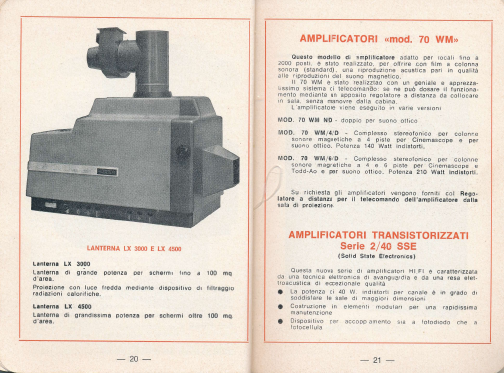 LANTERNA LX 3000 E LX 4500
Lanterna LX 3000
Lanterna di grande potenza per schermi fino a 100 mq.
d'area.
Proiezione con luce fredda mediante dispositivo di filtraggio
radiazioni calorifiche.
Lanterna LX 4500
Lanterna di grandissima potenza per schermi oltre 100 mq.
d'area.
— 20 —
AMPLIFICATORI «mod. 70 WM»
Questo modello di amplificatore adatto per locali fino a
2000 posti, è stato realizzato, per offrire con film a colonna
sonora (standard), una riproduzione acustica pari in qualità
alle riproduzioni del suono magnetico.
Il 70 WM è stato realizzato con un geniale e apprezza-
tissimo sistema di telecomando: se ne può dosare il funziona-
mento mediante un apposito regolatore a distanza da collocare
in sala, senza manovre dalla cabina.
L'amplificatore viene eseguito in varie versioni
MOD. 70 WM ND - doppio per suono ottico
MOD. 70 WM/4/D - Complesso stereofonico per colonne
sonore magnetiche a 4 piste per Cinemascope e per
suono ottico. Potenza 140 Watt indistorti.
MOD. 70 WM/6/D - Complesso stereofonico per colonne
sonore magnetiche a 4 e 6 piste per Cinemascope e
Todd-Ao e per suono ottico. Potenza 210 Watt indistorti.
Su richiesta gli amplificatori vengono forniti col Rego-
latore a distanza per il telecomando dell'amplificatore dalla
sala di proiezione
AMPLIFICATORI TRANSISTORIZZATI
Serie 2/40 SSE
(Solid State Electronics)
Questa nuova serie di amplificatori HI.FI è caratterizzata
da una tecnica elettronica di avanguardia e da una resa elet-
troacustica di eccezionale qualità
● La potenza di 40 W. indistorti per canale è in grado di
soddisfare le sale di maggiori dimensioni
● Costruzione in elementi modulari per una rapidissima
manutenzione
● Dispositivo per accoppiamento sia a fotodiodo che a
fotocellula
— 21 —